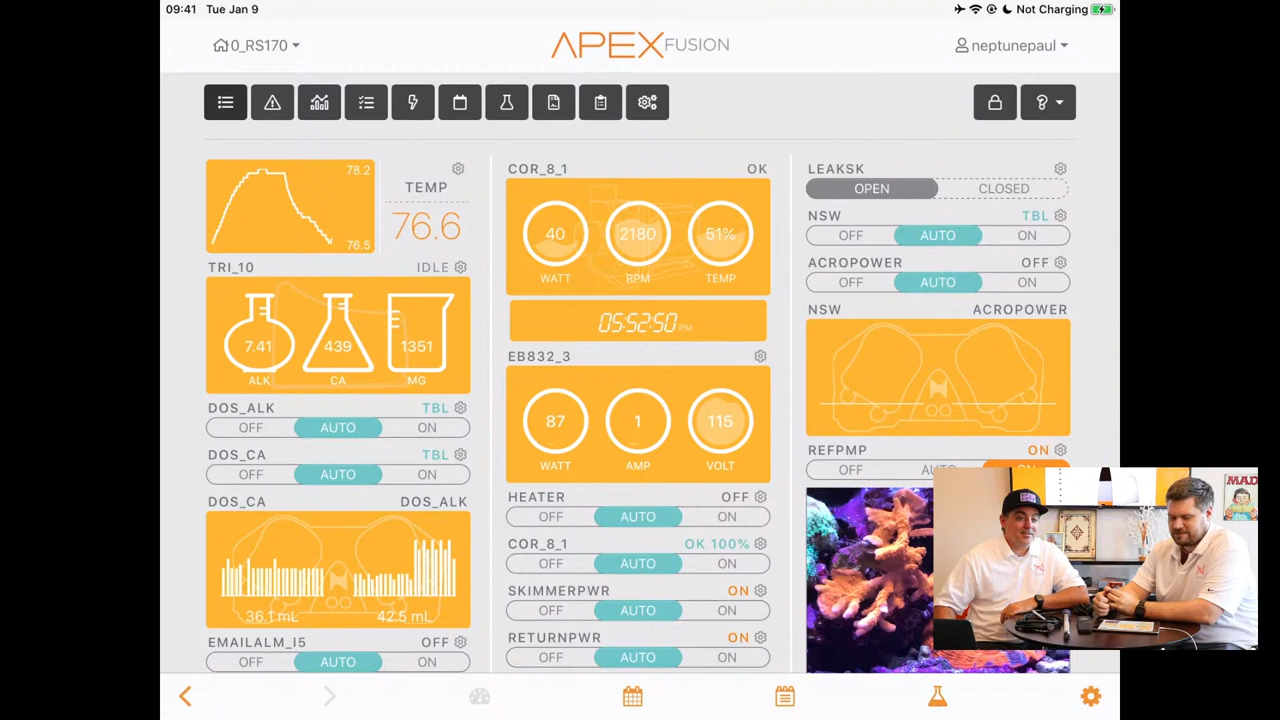 09:41 Tue Jan 9
Not Charging
0_RS170
APEX FUSION
neptunepaul
78.2
76.5
TEMP
76.6
TRI_10 IDLE
7.41 439 1351
ALK CA MG
DOS_ALK TBL
OFF AUTO ON
DOS_CA TBL
OFF AUTO ON
DOS_CA DOS_ALK
36.1 mL 42.5 mL
EMAILALM_I5 OFF
OFF AUTO ON
COR_8_1 OK
40 2180 51%
WATT RPM TEMP
05:52:50 PM
EB832_3
87 1 115
WATT AMP VOLT
HEATER OFF
OFF AUTO ON
COR_8_1 OK 100%
OFF AUTO ON
SKIMMERPWR ON
OFF AUTO ON
RETURNPWR ON
OFF AUTO ON
LEAKSK
OPEN CLOSED
NSW TBL
OFF AUTO ON
ACROPOWER OFF
OFF AUTO ON
NSW ACROPOWER
REFPMP ON
OFF AUTO ON
MAD